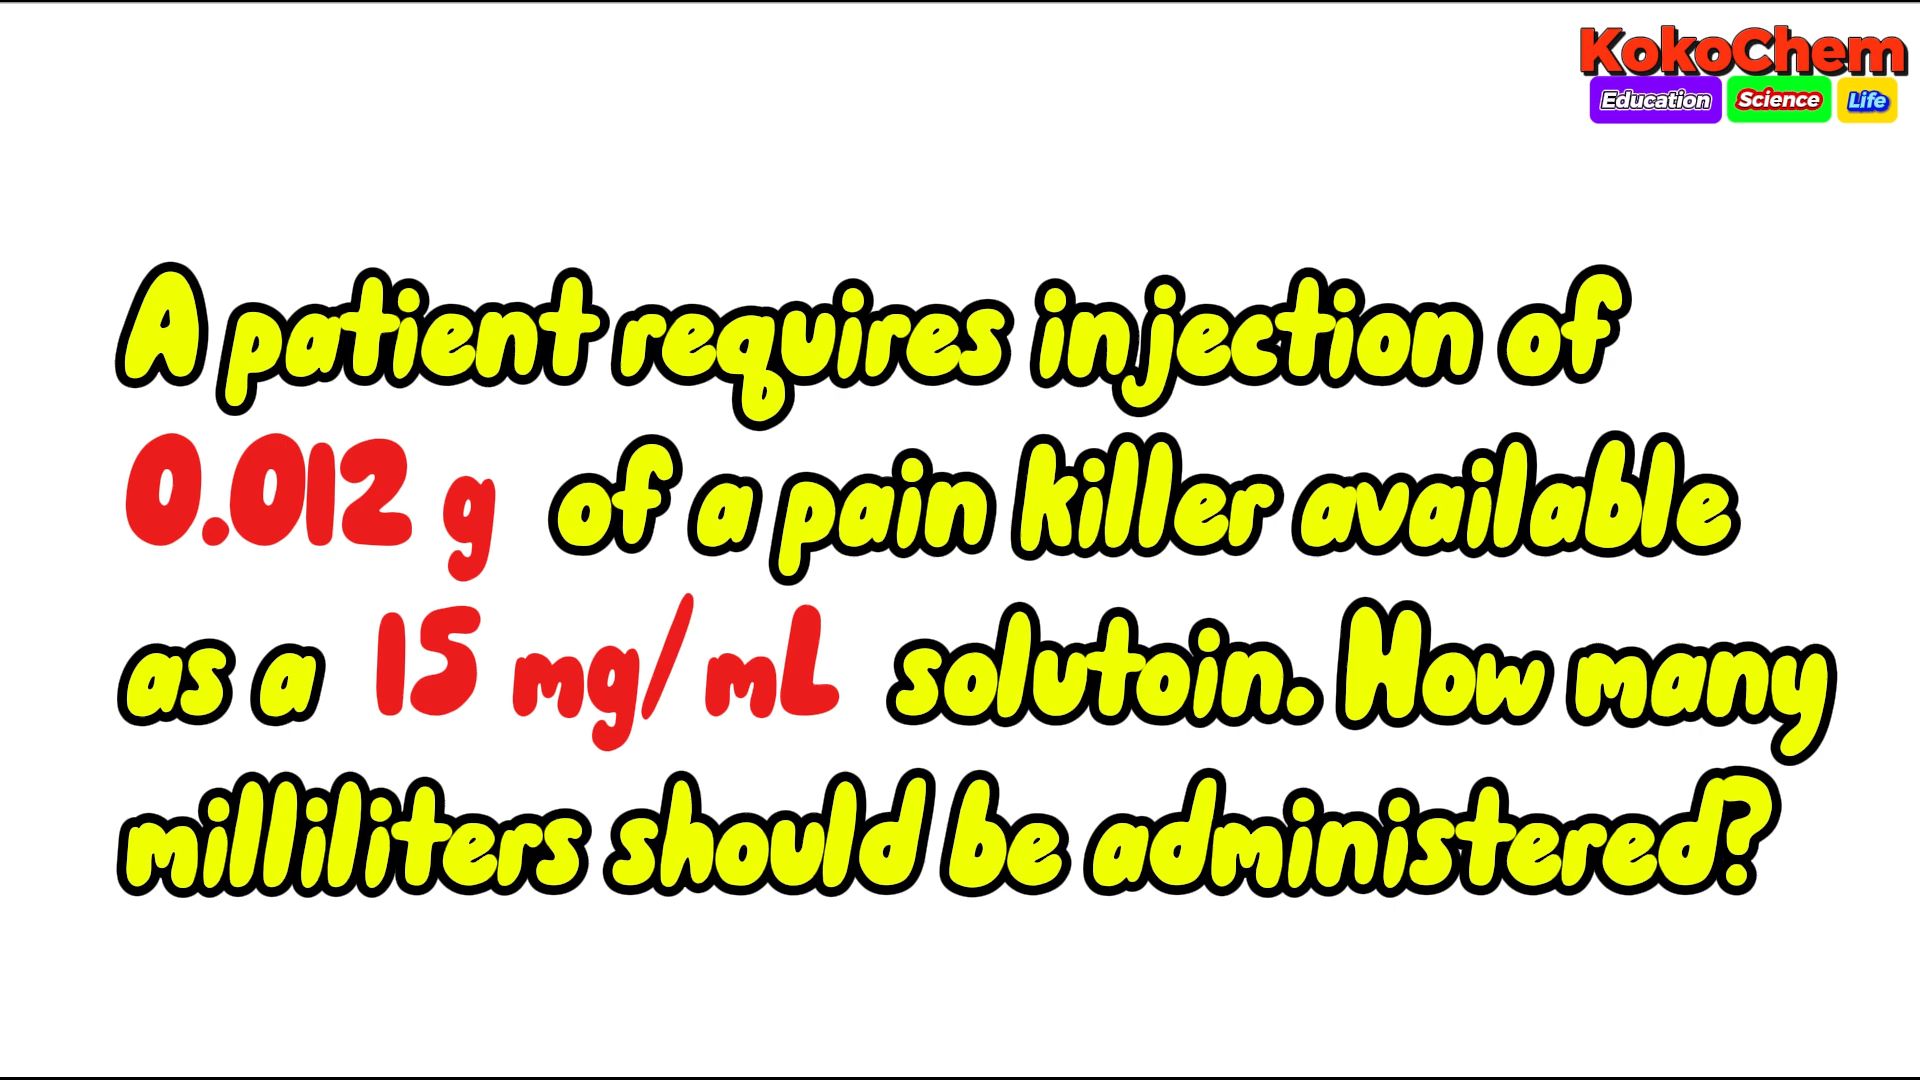 KokoChem
Education Science Life
A patient requires injection of
0.012 g of a pain killer available
as a 15 mg/mL solutoin. How many
milliliters should be administered?